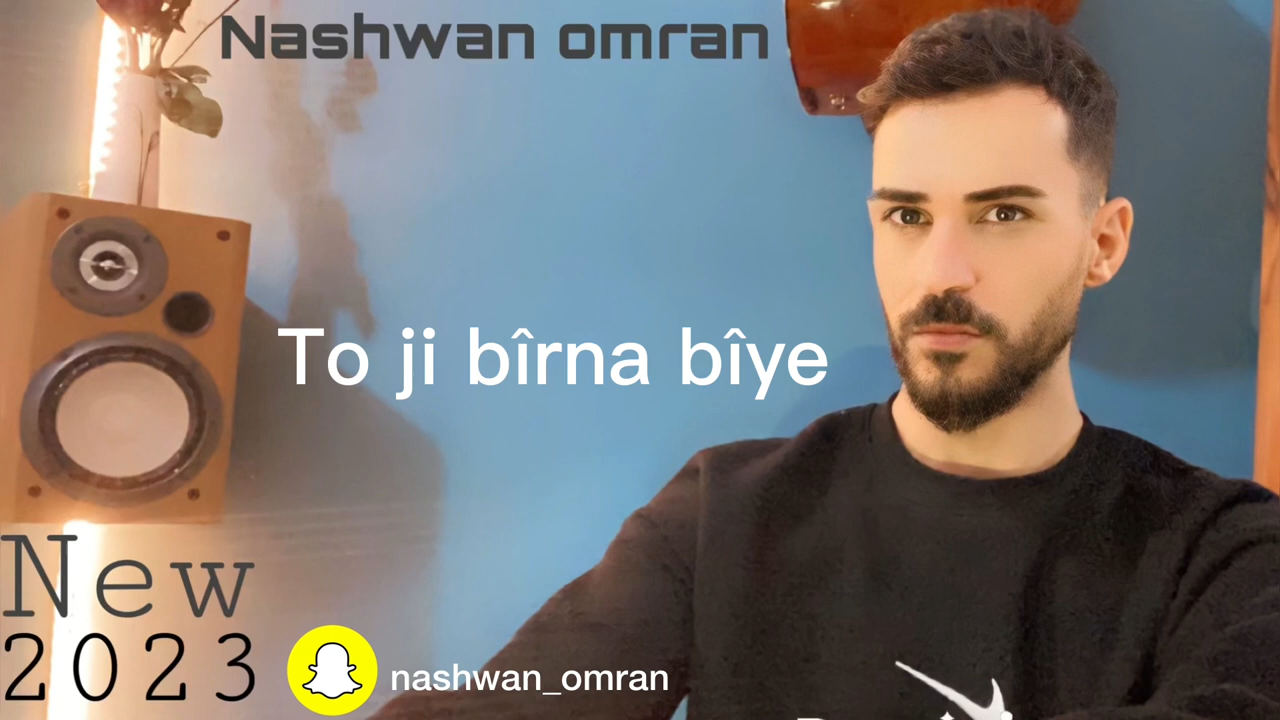 Nashwan omran
To ji bîrna bîye
New
2023
nashwan_omran